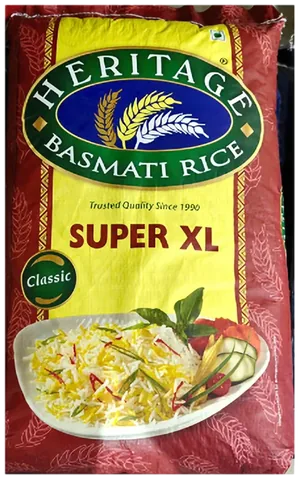 HERITAGE®
BASMATI RICE
Trusted Quality Since 1990
SUPER XL
Classic